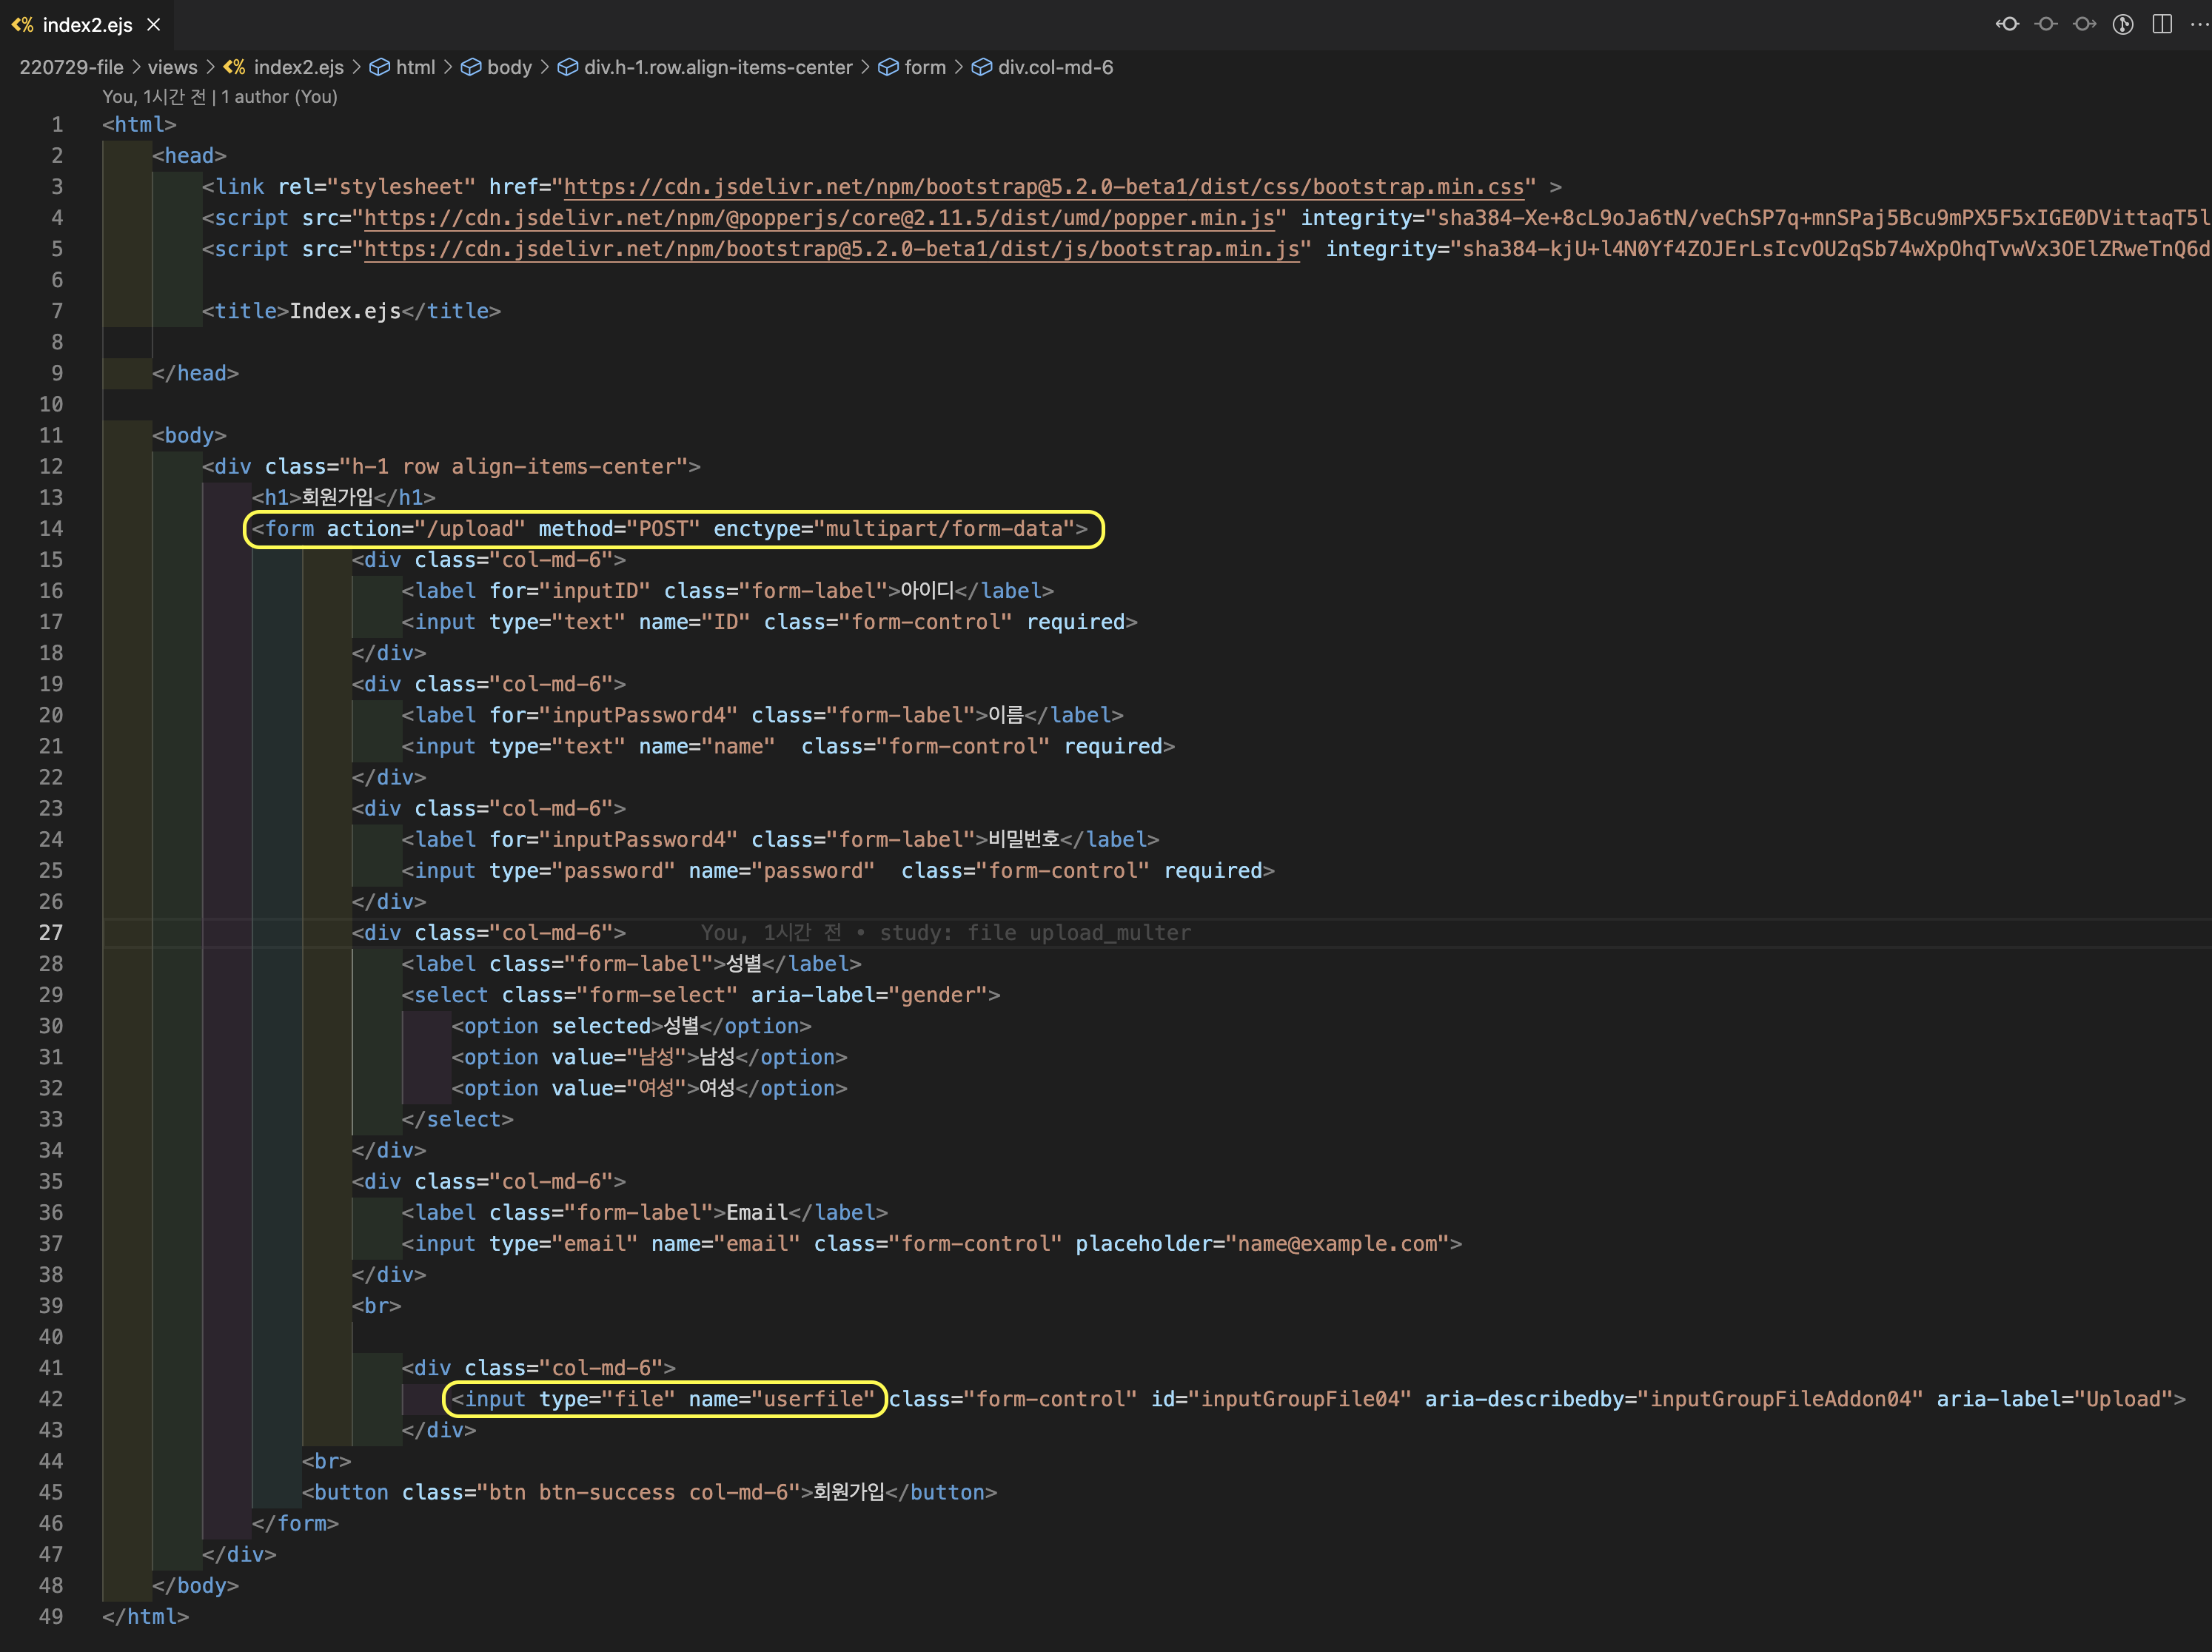 <% index2.ejs ×
220729-file > views > <% index2.ejs > html > body > div.h-1.row.align-items-center > form > div.col-md-6
You, 1시간 전 | 1 author (You)
1 <html>
2 <head>
3 <link rel="stylesheet" href="https://cdn.jsdelivr.net/npm/bootstrap@5.2.0-beta1/dist/css/bootstrap.min.css" >
4 <script src="https://cdn.jsdelivr.net/npm/@popperjs/core@2.11.5/dist/umd/popper.min.js" integrity="sha384-Xe+8cL9oJa6tN/veChSP7q+mnSPaj5Bcu9mPX5F5xIGE0DVittaqT5l
5 <script src="https://cdn.jsdelivr.net/npm/bootstrap@5.2.0-beta1/dist/js/bootstrap.min.js" integrity="sha384-kjU+l4N0Yf4ZOJErLsIcvOU2qSb74wXpOhqTvwVx3OElZRweTnQ6d
6
7 <title>Index.ejs</title>
8
9 </head>
10
11 <body>
12 <div class="h-1 row align-items-center">
13 <h1>회원가입</h1>
14 <form action="/upload" method="POST" enctype="multipart/form-data">
15 <div class="col-md-6">
16 <label for="inputID" class="form-label">아이디</label>
17 <input type="text" name="ID" class="form-control" required>
18 </div>
19 <div class="col-md-6">
20 <label for="inputPassword4" class="form-label">이름</label>
21 <input type="text" name="name"  class="form-control" required>
22 </div>
23 <div class="col-md-6">
24 <label for="inputPassword4" class="form-label">비밀번호</label>
25 <input type="password" name="password"  class="form-control" required>
26 </div>
27 <div class="col-md-6"> You, 1시간 전 • study: file upload_multer
28 <label class="form-label">성별</label>
29 <select class="form-select" aria-label="gender">
30 <option selected>성별</option>
31 <option value="남성">남성</option>
32 <option value="여성">여성</option>
33 </select>
34 </div>
35 <div class="col-md-6">
36 <label class="form-label">Email</label>
37 <input type="email" name="email" class="form-control" placeholder="name@example.com">
38 </div>
39 <br>
40
41 <div class="col-md-6">
42 <input type="file" name="userfile" class="form-control" id="inputGroupFile04" aria-describedby="inputGroupFileAddon04" aria-label="Upload">
43 </div>
44 <br>
45 <button class="btn btn-success col-md-6">회원가입</button>
46 </form>
47 </div>
48 </body>
49 </html>